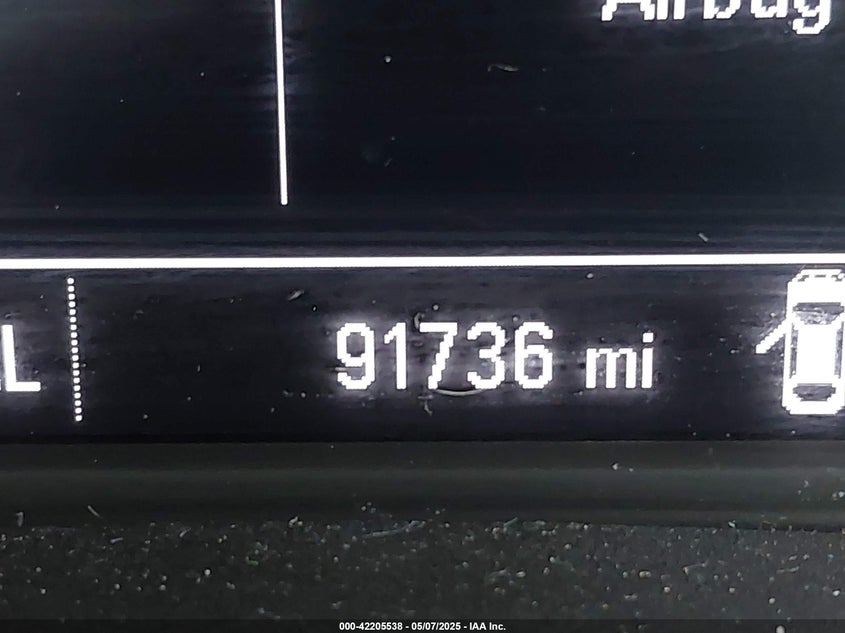 Airbag
91736 mi
000-42205538 - 05/07/2025 - IAA Inc.